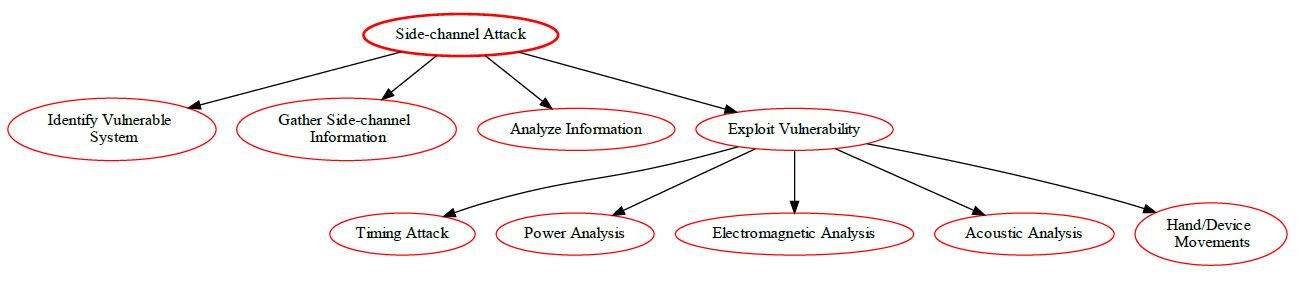 Side-channel Attack
Identify Vulnerable
System
Gather Side-channel
Information
Analyze Information
Exploit Vulnerability
Timing Attack
Power Analysis
Electromagnetic Analysis
Acoustic Analysis
Hand/Device
Movements